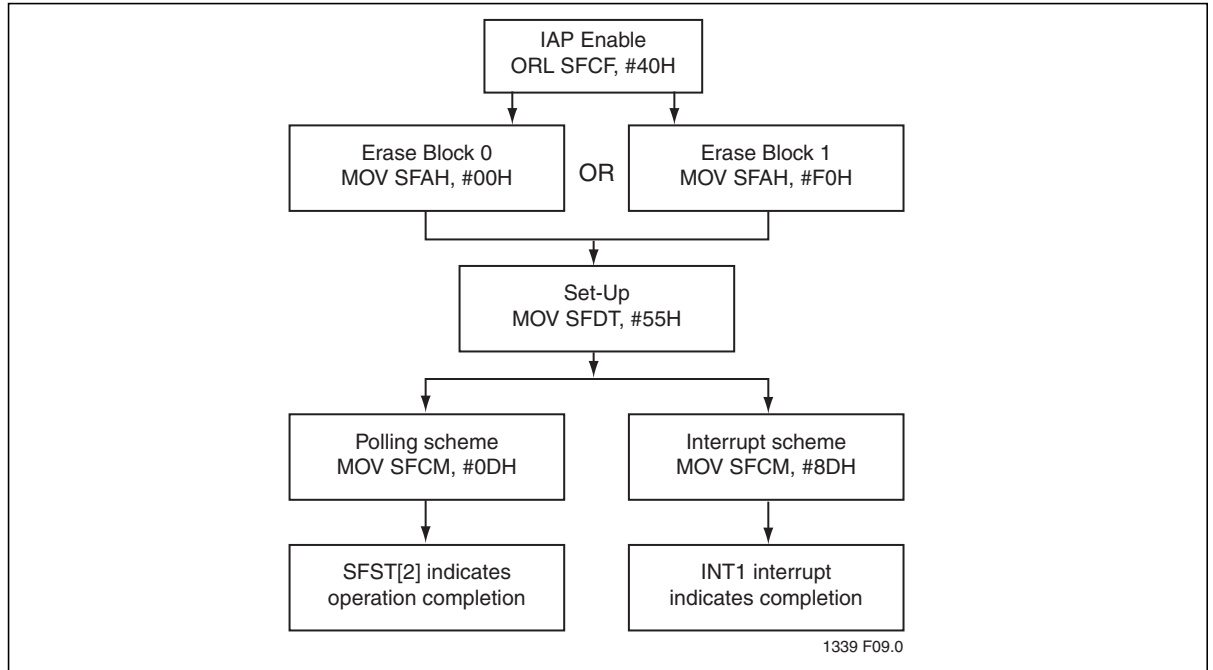 IAP Enable
ORL SFCF, #40H
Erase Block 0
MOV SFAH, #00H
OR
Erase Block 1
MOV SFAH, #F0H
Set-Up
MOV SFDT, #55H
Polling scheme
MOV SFCM, #0DH
Interrupt scheme
MOV SFCM, #8DH
SFST[2] indicates
operation completion
INT1 interrupt
indicates completion
1339 F09.0